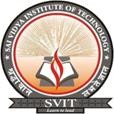 SAI VIDYA INSTITUTE OF TECHNOLOGY
SVIT
Learn to lead